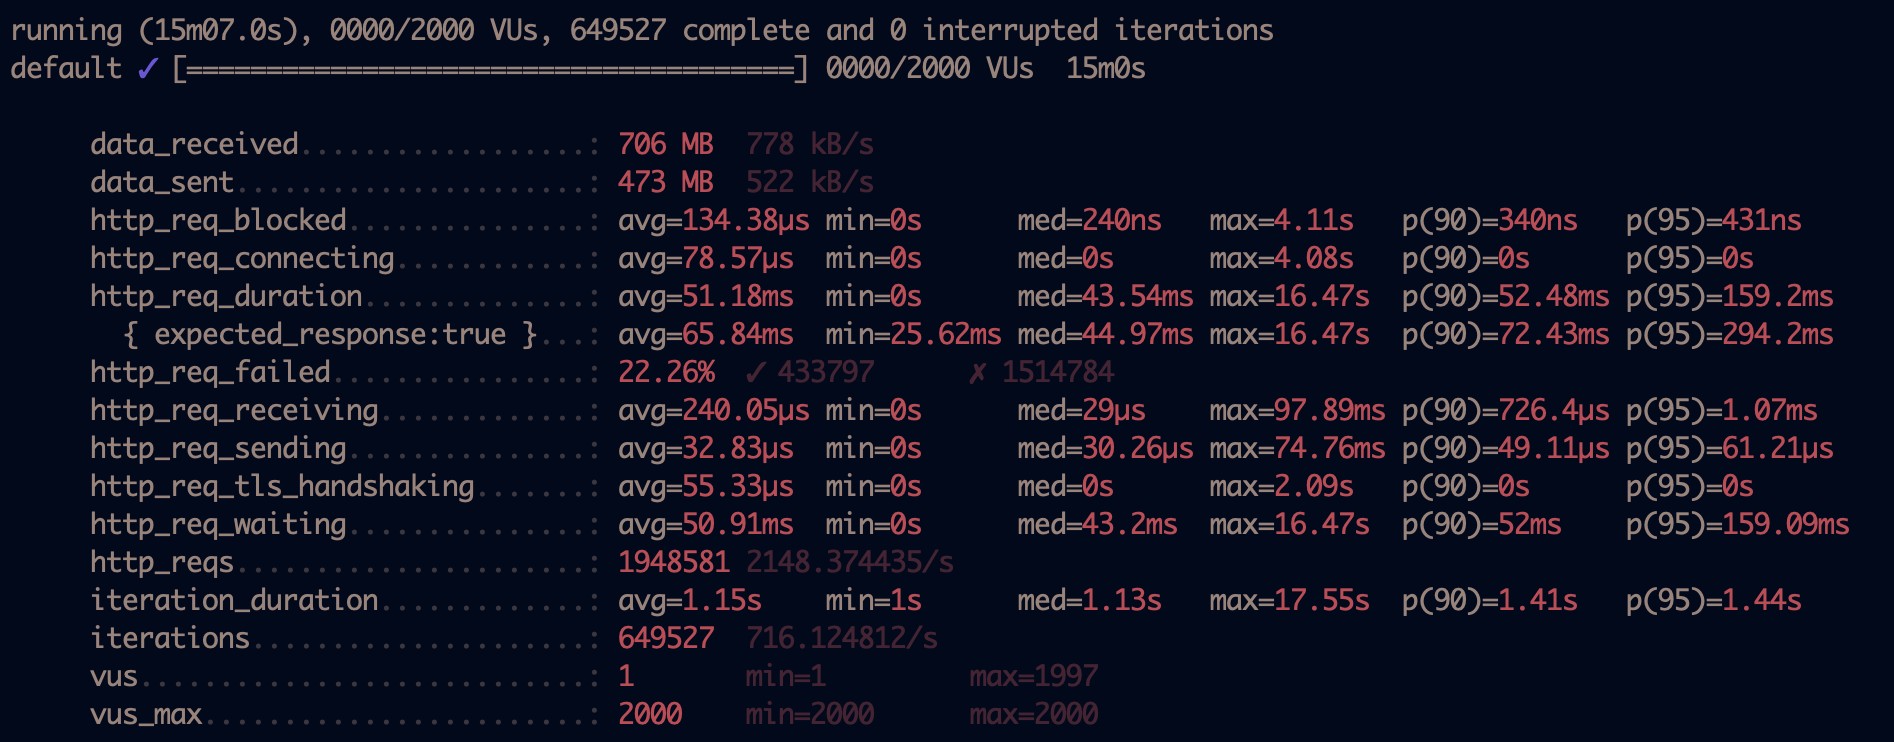 running (15m07.0s), 0000/2000 VUs, 649527 complete and 0 interrupted iterations
default ✓ [======================================] 0000/2000 VUs  15m0s
data_received..................: 706 MB  778 kB/s
data_sent......................: 473 MB  522 kB/s
http_req_blocked...............: avg=134.38µs min=0s      med=240ns   max=4.11s   p(90)=340ns   p(95)=431ns
http_req_connecting............: avg=78.57µs  min=0s      med=0s      max=4.08s   p(90)=0s      p(95)=0s
http_req_duration..............: avg=51.18ms  min=0s      med=43.54ms max=16.47s  p(90)=52.48ms p(95)=159.2ms
{ expected_response:true }...: avg=65.84ms  min=25.62ms med=44.97ms max=16.47s  p(90)=72.43ms p(95)=294.2ms
http_req_failed................: 22.26%  ✓ 433797      ✗ 1514784
http_req_receiving.............: avg=240.05µs min=0s      med=29µs    max=97.89ms p(90)=726.4µs p(95)=1.07ms
http_req_sending...............: avg=32.83µs  min=0s      med=30.26µs max=74.76ms p(90)=49.11µs p(95)=61.21µs
http_req_tls_handshaking.......: avg=55.33µs  min=0s      med=0s      max=2.09s   p(90)=0s      p(95)=0s
http_req_waiting...............: avg=50.91ms  min=0s      med=43.2ms  max=16.47s  p(90)=52ms    p(95)=159.09ms
http_reqs......................: 1948581 2148.374435/s
iteration_duration.............: avg=1.15s    min=1s      med=1.13s   max=17.55s  p(90)=1.41s   p(95)=1.44s
iterations.....................: 649527  716.124812/s
vus............................: 1       min=1         max=1997
vus_max........................: 2000    min=2000      max=2000